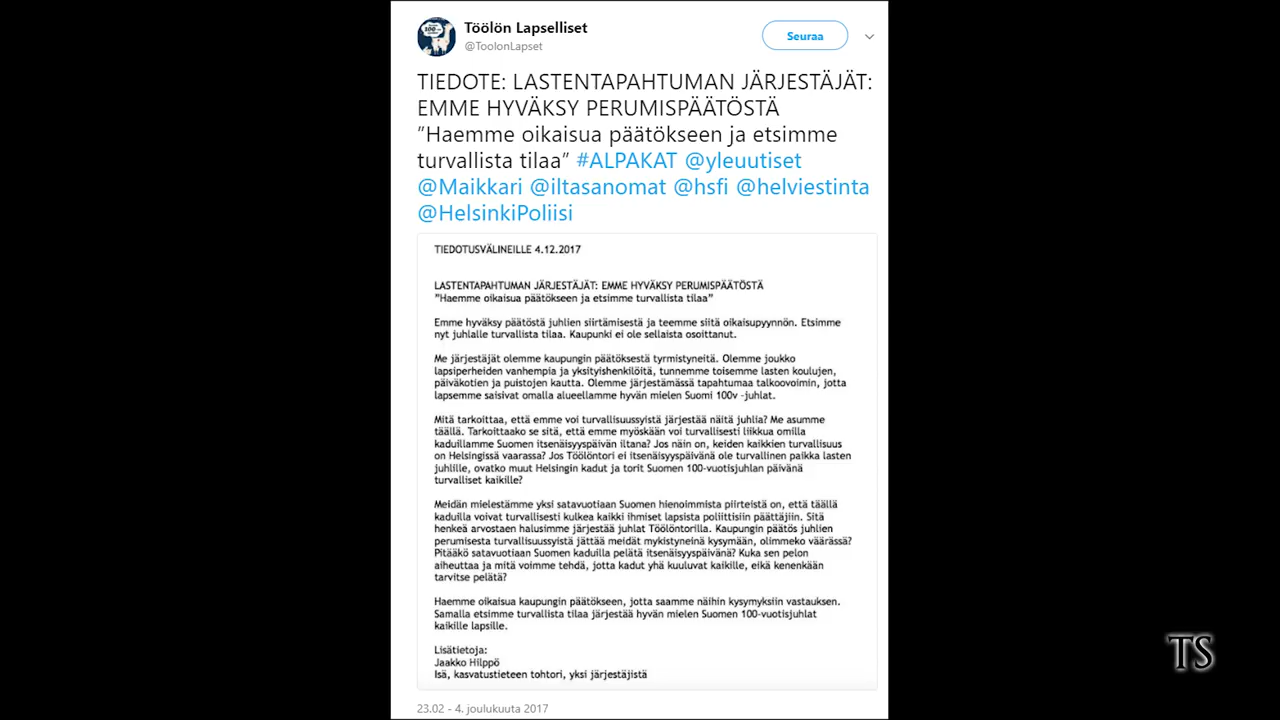 Töölön Lapselliset
@ToolonLapset
Seuraa
TIEDOTE: LASTENTAPAHTUMAN JÄRJESTÄJÄT:
EMME HYVÄKSY PERUMISPÄÄTÖSTÄ
”Haemme oikaisua päätökseen ja etsimme
turvallista tilaa” #ALPAKAT @yleuutiset
@Maikkari @iltasanomat @hsfi @helviestinta
@HelsinkiPoliisi
TIEDOTUSVÄLINEILLE 4.12.2017
LASTENTAPAHTUMAN JÄRJESTÄJÄT: EMME HYVÄKSY PERUMISPÄÄTÖSTÄ
”Haemme oikaisua päätökseen ja etsimme turvallista tilaa”
Emme hyväksy päätöstä juhlien siirtämisestä ja teemme siitä oikaisupyynnön. Etsimme
nyt juhlalle turvallista tilaa. Kaupunki ei ole sellaista osoittanut.
Me järjestäjät olemme kaupungin päätöksestä tyrmistyneitä. Olemme joukko
lapsiperheiden vanhempia ja yksityishenkilöitä, tunnemme toisemme lasten koulujen,
päiväkotien ja puistojen kautta. Olemme järjestämässä tapahtumaa talkoovoimin, jotta
lapsemme saisivat omalla alueellamme hyvän mielen Suomi 100v -juhlat.
Mitä tarkoittaa, että emme voi turvallisuussyistä järjestää näitä juhlia? Me asumme
täällä. Tarkoittaako se sitä, että emme myöskään voi turvallisesti liikkua omilla
kaduillamme Suomen itsenäisyyspäivän iltana? Jos näin on, keiden kaikkien turvallisuus
on Helsingissä vaarassa? Jos Töölöntori ei itsenäisyyspäivänä ole turvallinen paikka lasten
juhlille, ovatko muut Helsingin kadut ja torit Suomen 100-vuotisjuhlan päivänä
turvalliset kaikille?
Meidän mielestämme yksi satavuotiaan Suomen hienoimmista piirteistä on, että täällä
kaduilla voivat turvallisesti kulkea kaikki ihmiset lapsista poliittisiin päättäjiin. Sitä
henkeä arvostaen halusimme järjestää juhlat Töölöntorilla. Kaupungin päätös juhlien
perumisesta turvallisuussyistä jättää meidät mykistyneinä kysymään, olimmeko väärässä?
Pitääkö satavuotiaan Suomen kaduilla pelätä itsenäisyyspäivänä? Kuka sen pelon
aiheuttaa ja mitä voimme tehdä, jotta kadut yhä kuuluvat kaikille, eikä kenenkään
tarvitse pelätä?
Haemme oikaisua kaupungin päätökseen, jotta saamme näihin kysymyksiin vastauksen.
Samalla etsimme turvallista tilaa järjestää hyvän mielen Suomen 100-vuotisjuhlat
kaikille lapsille.
Lisätietoja:
Jaakko Hilppö
Isä, kasvatustieteen tohtori, yksi järjestäjistä
23.02 - 4. joulukuuta 2017
TS